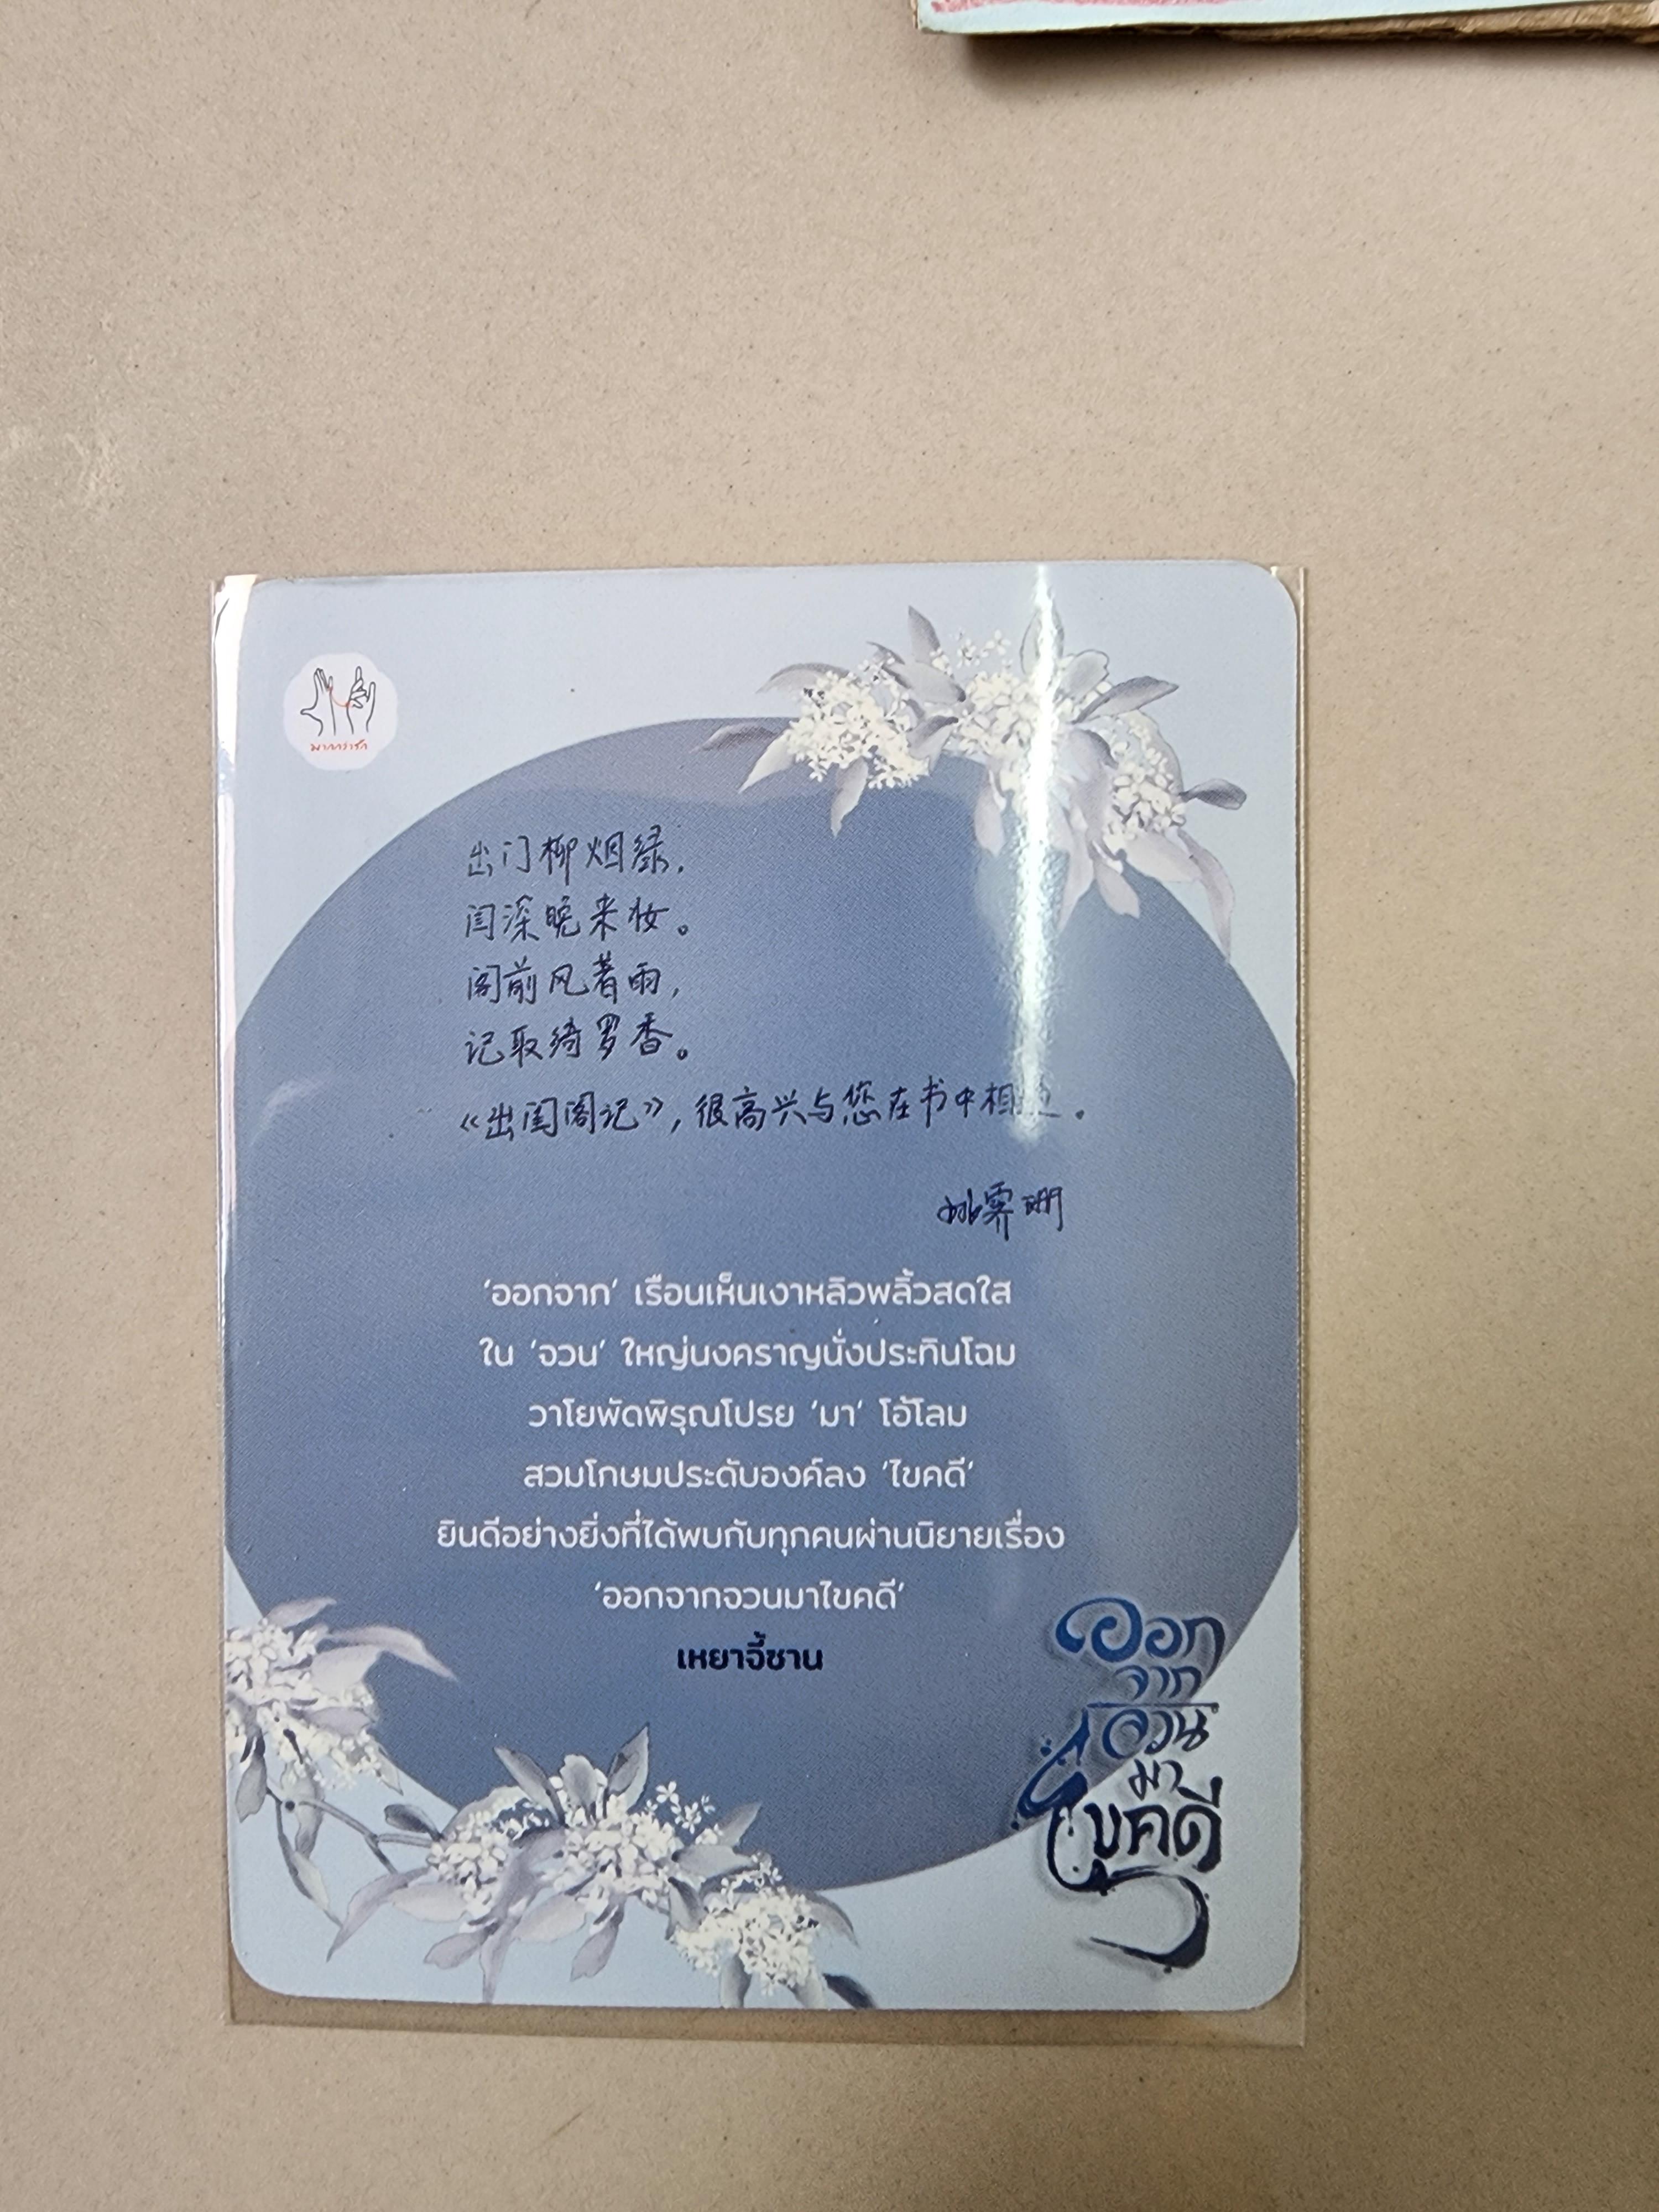 มากกว่ารัก
出门柳烟绿，
闺深晚来妆。
阁前风着雨，
记取绮罗香。
《出闺阁记》，很高兴与您在书中相
姚霁珊
‘ออกจาก’ เรือนเห็นเงาหลิวพลิ้วสดใส
ใน ‘จวน’ ใหญ่นงคราญนั่งประทินโฉม
วาโยพัดพิรุณโปรย ‘มา’ โอ้โลม
สวมโกษมประดับองค์ลง ‘ไขคดี’
ยินดีอย่างยิ่งที่ได้พบกับทุกคนผ่านนิยายเรื่อง
‘ออกจากจวนมาไขคดี’
เหยาจี้ซาน
ออก
จาก
จวน
มา
ไขคดี